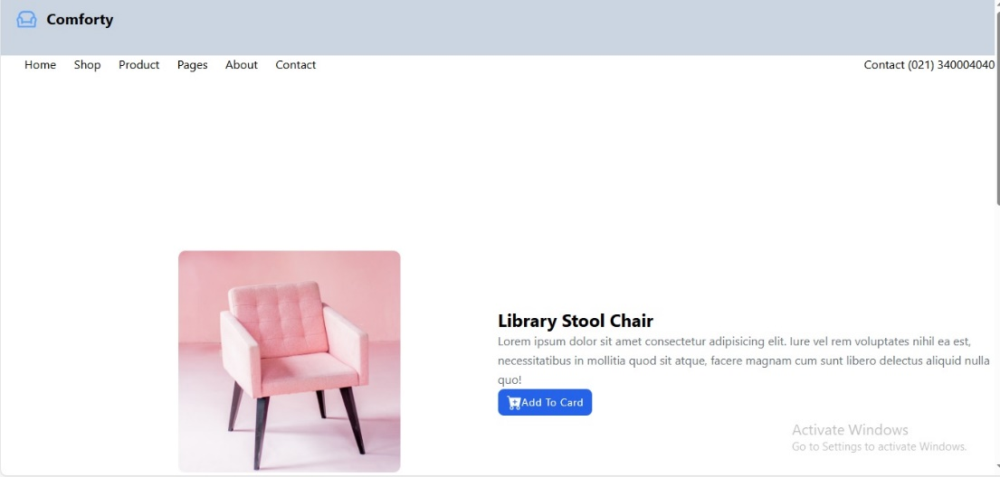 Comforty
Home Shop Product Pages About Contact
Contact (021) 340004040
Library Stool Chair
Lorem ipsum dolor sit amet consectetur adipisicing elit. Iure vel rem voluptates nihil ea est,
necessitatibus in mollitia quod sit atque, facere magnam cum sunt libero delectus aliquid nulla
quo!
Add To Card
Activate Windows
Go to Settings to activate Windows.